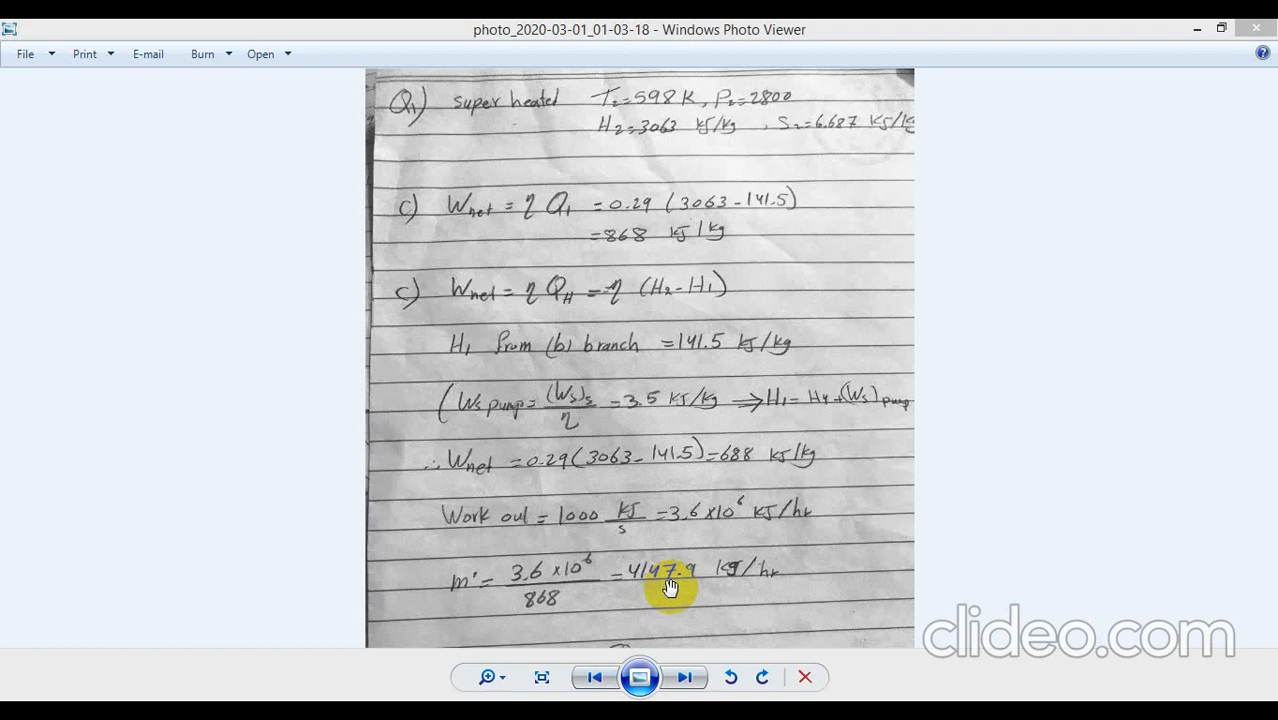 photo_2020-03-01_01-03-18 - Windows Photo Viewer
File Print E-mail Burn Open
Q1) super heated T2=598K, P2=2800
H2=3063 KJ/kg , S2=6.687 KJ/kg
c) Wnet = η Q1 = 0.29 (3063-141.5)
=868 KJ/kg
c) Wnet = η QH = η (H2-H1)
H1 from (b) branch =141.5 KJ/kg
(Ws pump = (Ws)s / η = 3.5 KJ/kg ⟹ H1 = H4 + (Ws) pump
∴ Wnet = 0.29(3063-141.5)=688 KJ/kg
Work out = 1000 KJ/s =3.6 x10^6 KJ/hr
m' = 3.6 x10^6 / 868 = 4147.9 kg/hr
clideo.com